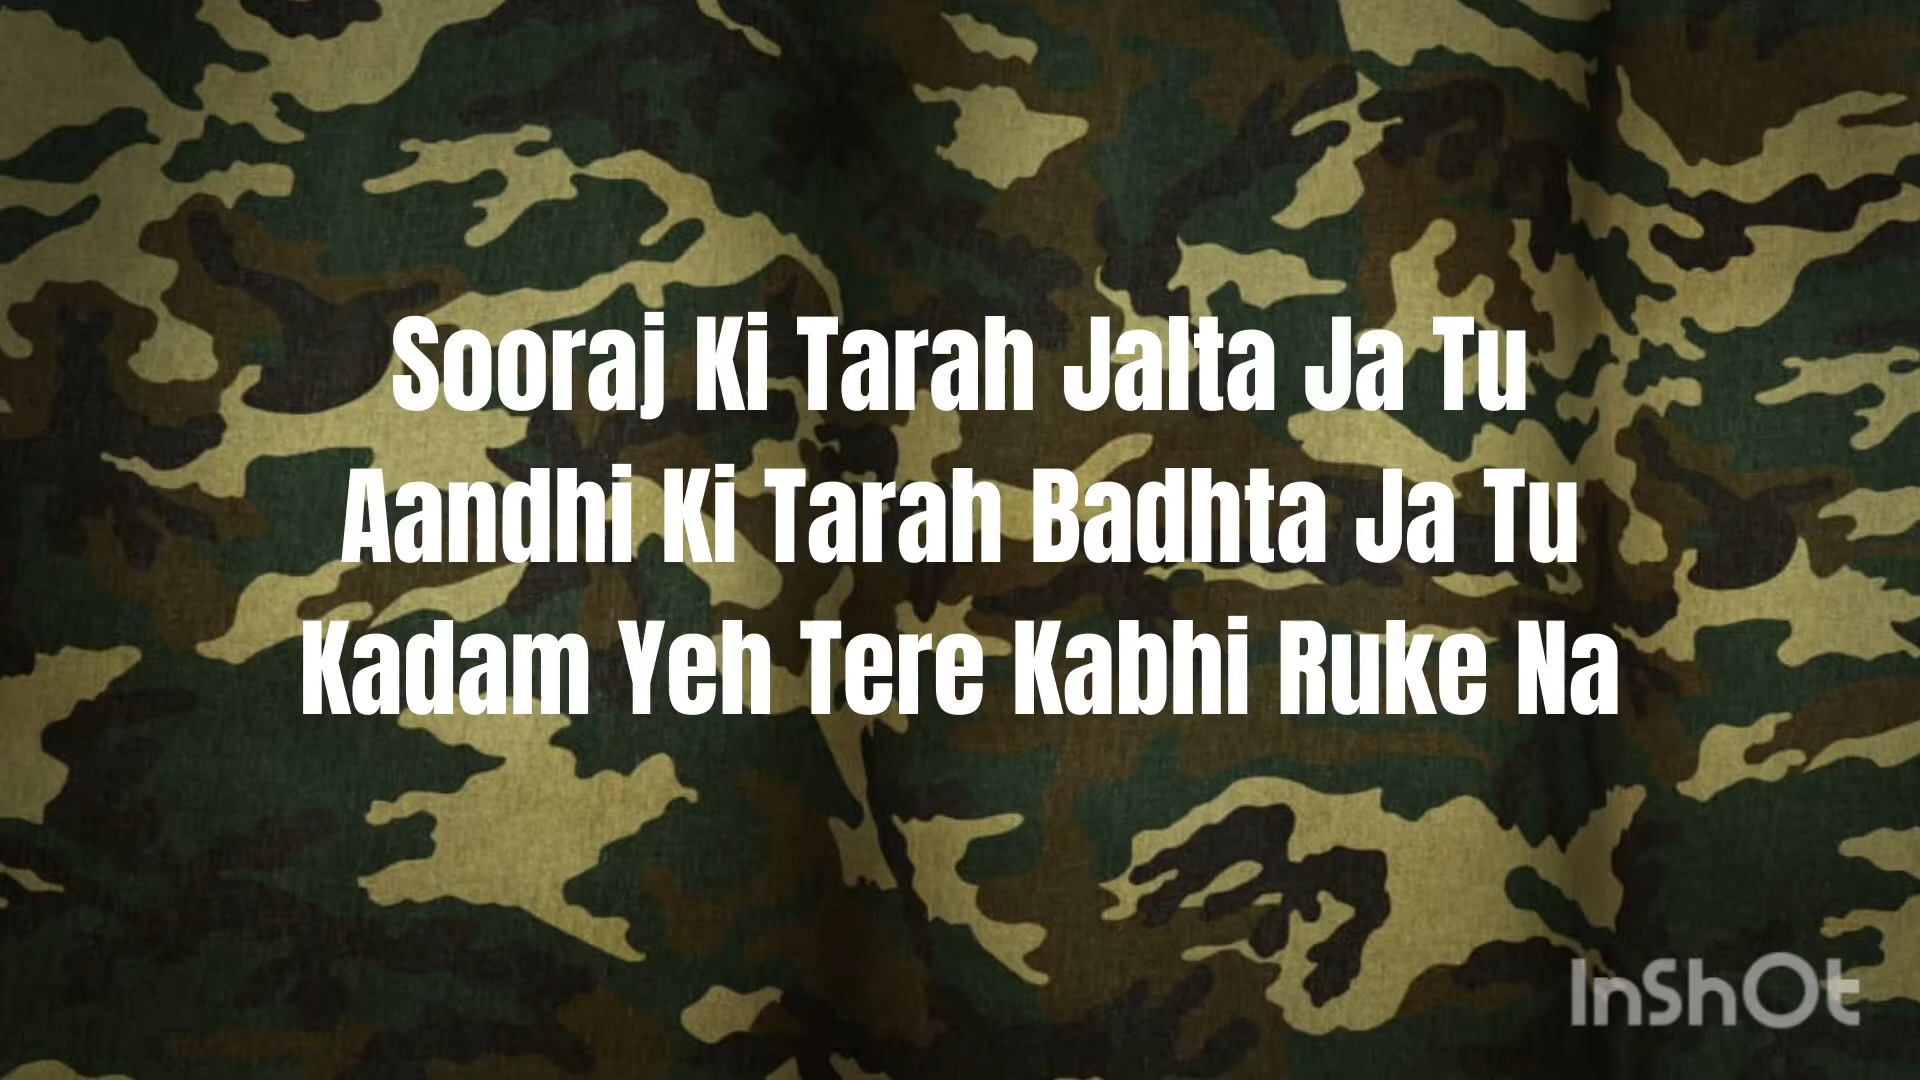 Sooraj Ki Tarah Jalta Ja Tu
Aandhi Ki Tarah Badhta Ja Tu
Kadam Yeh Tere Kabhi Ruke Na
InShOt